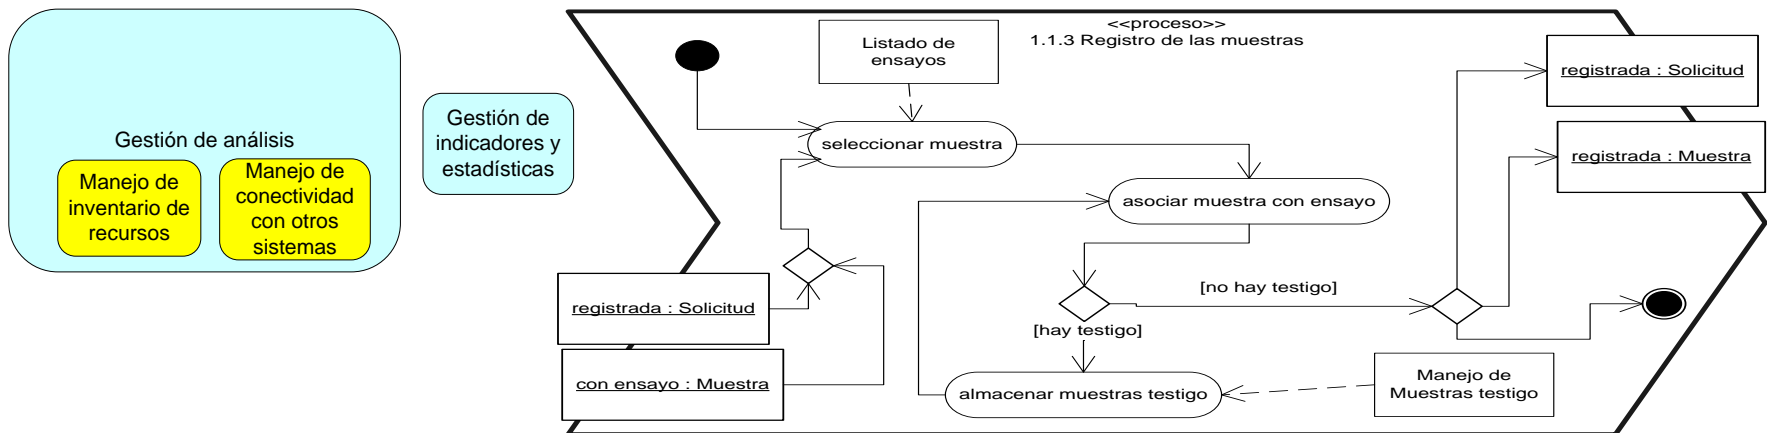 Gestión de análisis
Manejo de
inventario de
recursos
Manejo de
conectividad
con otros
sistemas
Gestión de
indicadores y
estadísticas
<<proceso>>
1.1.3 Registro de las muestras
Listado de
ensayos
seleccionar muestra
asociar muestra con ensayo
registrada : Solicitud
registrada : Muestra
registrada : Solicitud
con ensayo : Muestra
[no hay testigo]
[hay testigo]
almacenar muestras testigo
Manejo de
Muestras testigo